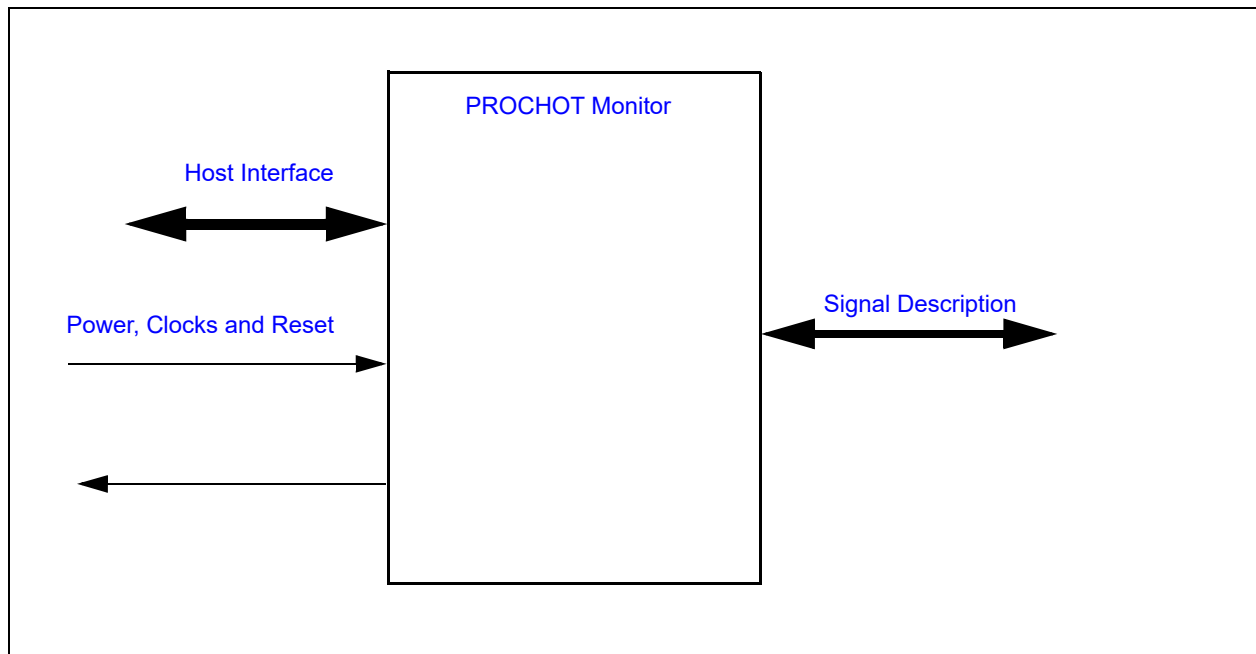 PROCHOT Monitor
Host Interface
Signal Description
Power, Clocks and Reset